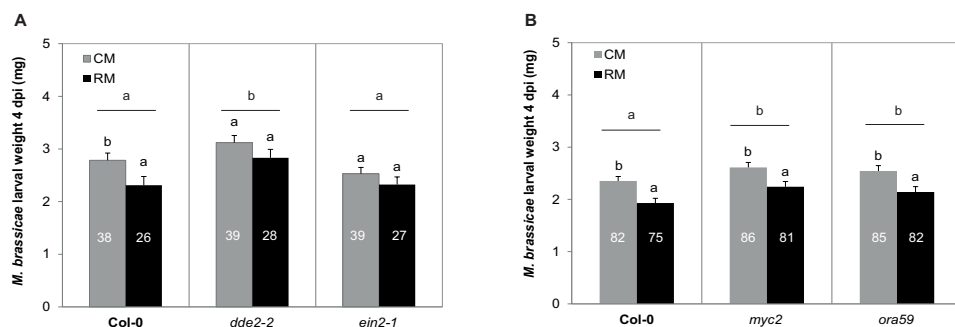 A
M. brassicae larval weight 4 dpi (mg)
5
4
3
2
1
0
CM
RM
a
b
a
b
a
a
a
a
a
38
26
39
28
39
27
Col-0
dde2-2
ein2-1
B
M. brassicae larval weight 4 dpi (mg)
5
4
3
2
1
0
CM
RM
a
b
b
b
a
b
a
b
a
82
75
86
81
85
82
Col-0
myc2
ora59